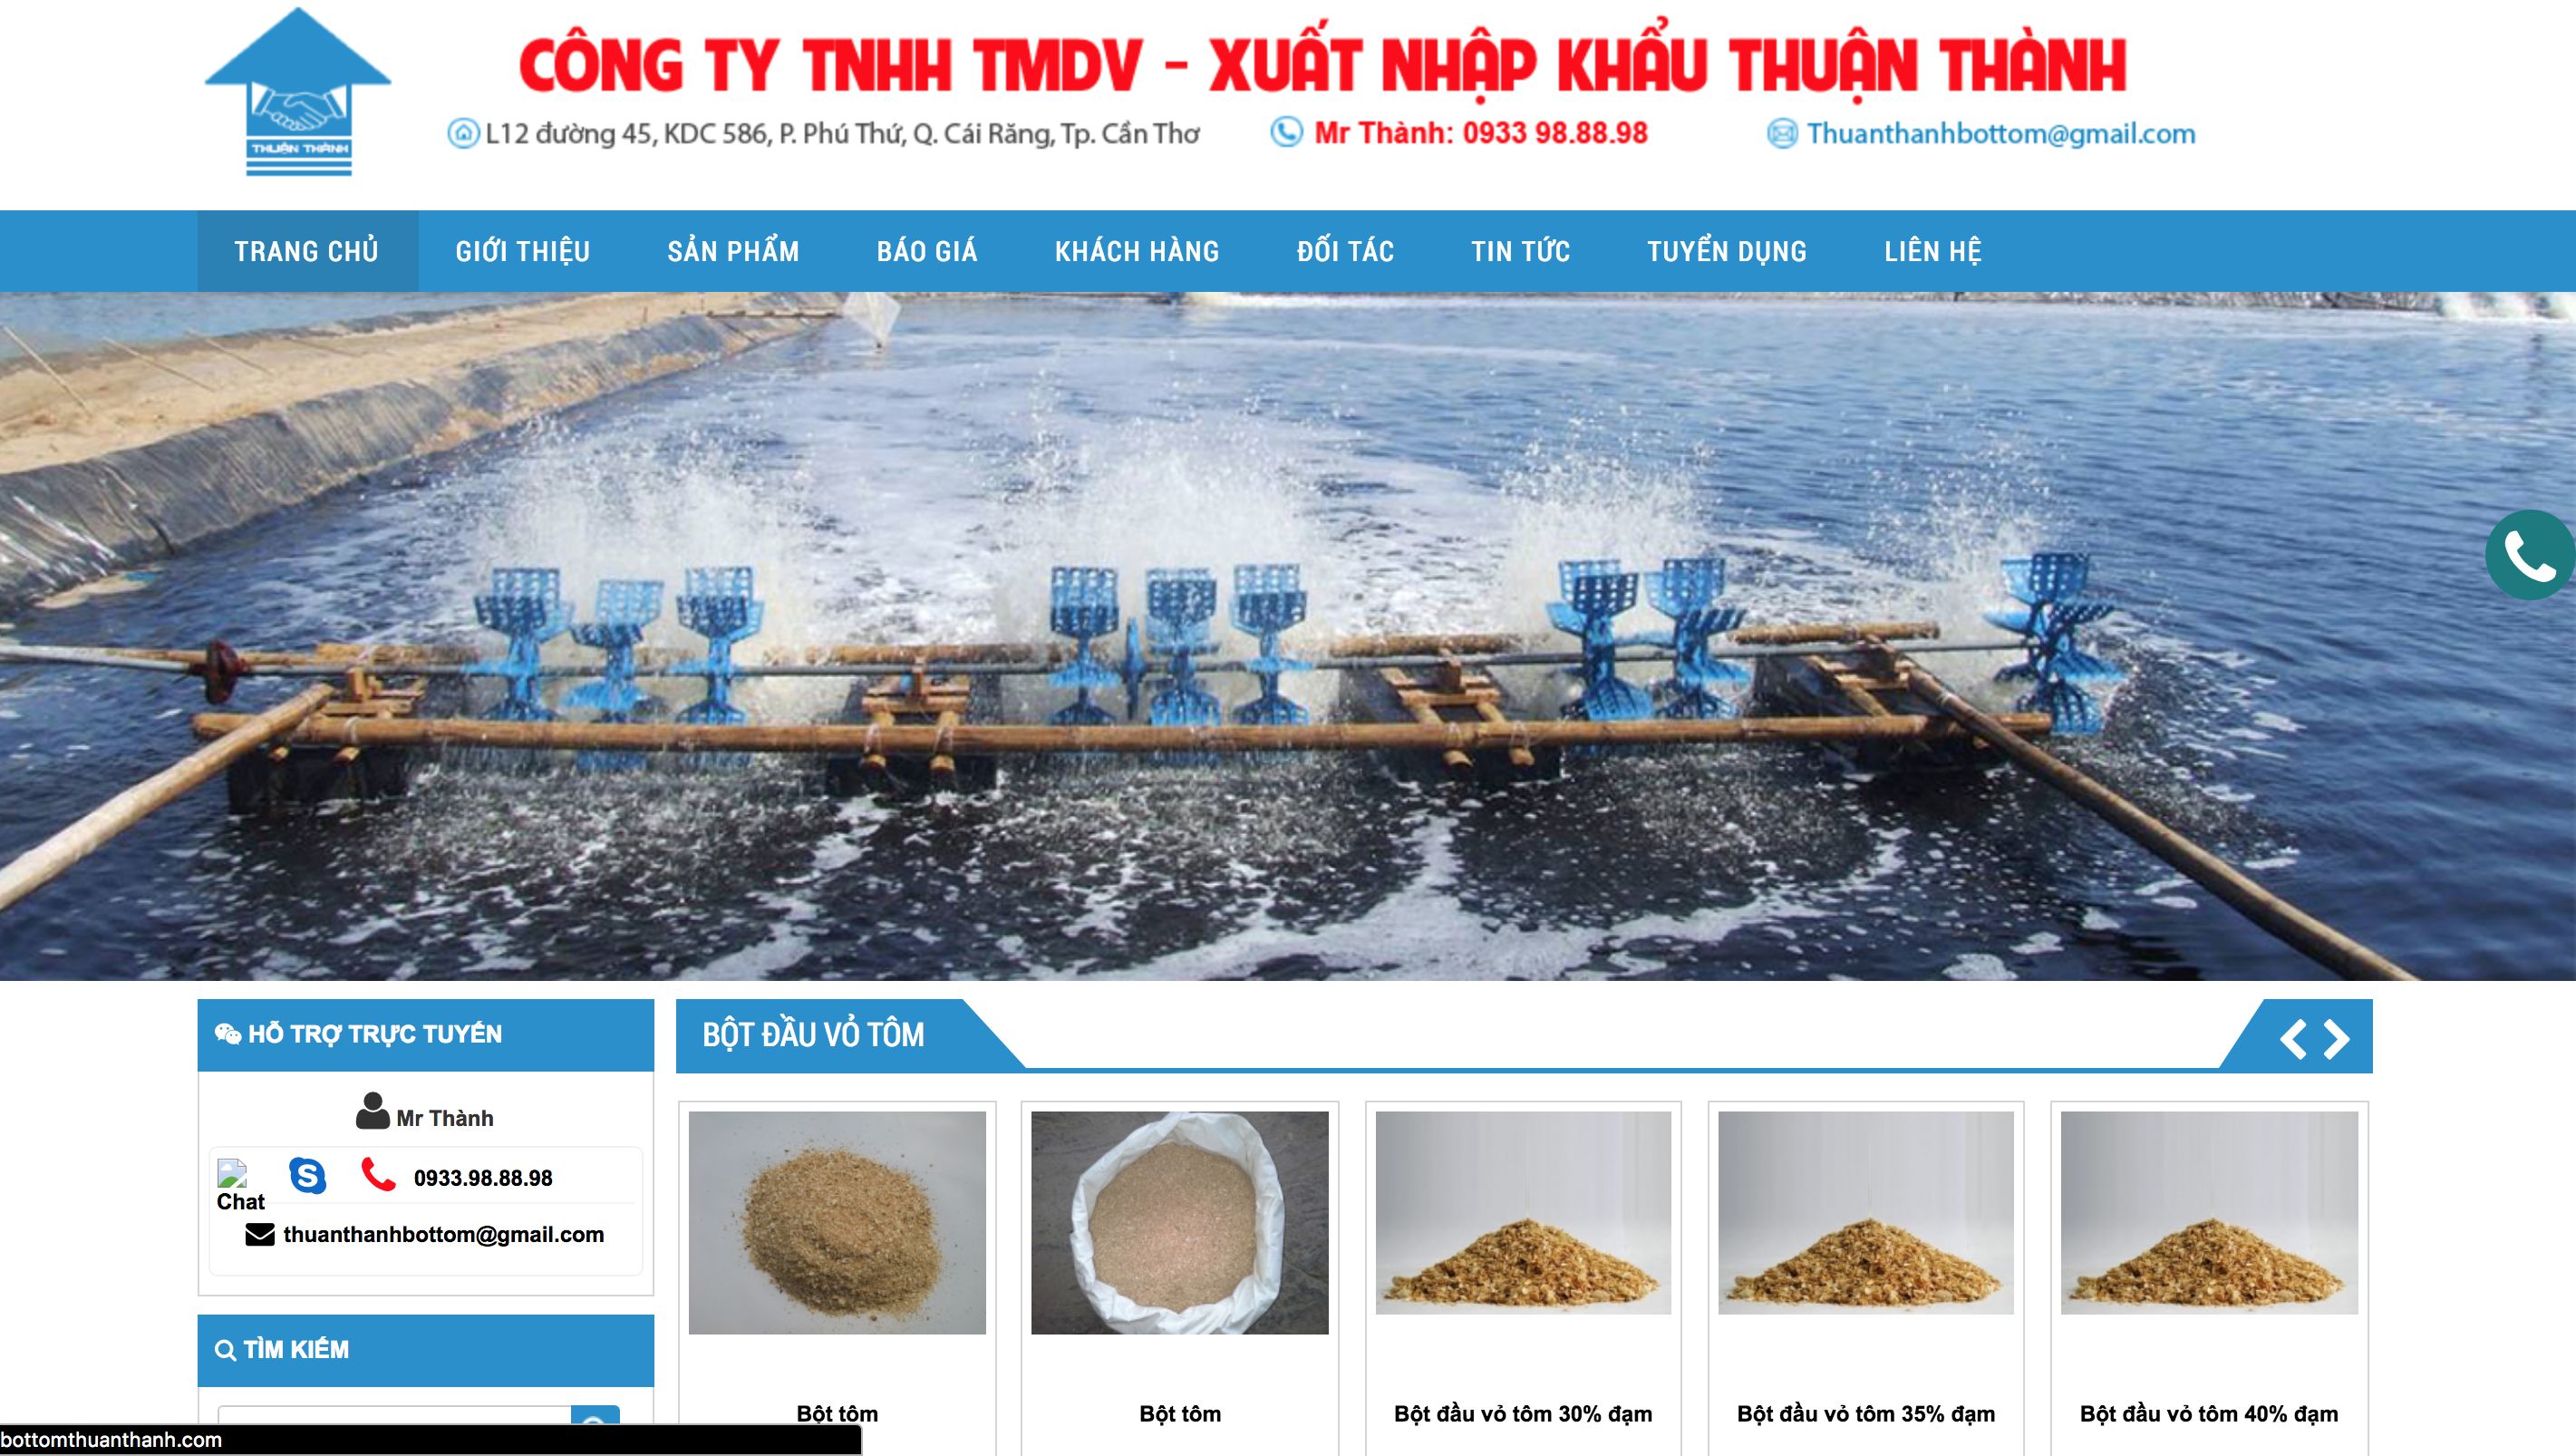 CÔNG TY TNHH TMDV - XUẤT NHẬP KHẨU THUẬN THÀNH
THUẬN THÀNH
L12 đường 45, KDC 586, P. Phú Thứ, Q. Cái Răng, Tp. Cần Thơ
Mr Thành: 0933 98.88.98
Thuanthanhbottom@gmail.com
TRANG CHỦ
GIỚI THIỆU
SẢN PHẨM
BÁO GIÁ
KHÁCH HÀNG
ĐỐI TÁC
TIN TỨC
TUYỂN DỤNG
LIÊN HỆ
HỖ TRỢ TRỰC TUYẾN
Mr Thành
Chat
0933.98.88.98
thuanthanhbottom@gmail.com
TÌM KIẾM
BỘT ĐẦU VỎ TÔM
Bột tôm
Bột tôm
Bột đầu vỏ tôm 30% đạm
Bột đầu vỏ tôm 35% đạm
Bột đầu vỏ tôm 40% đạm
bottomthuanthanh.com